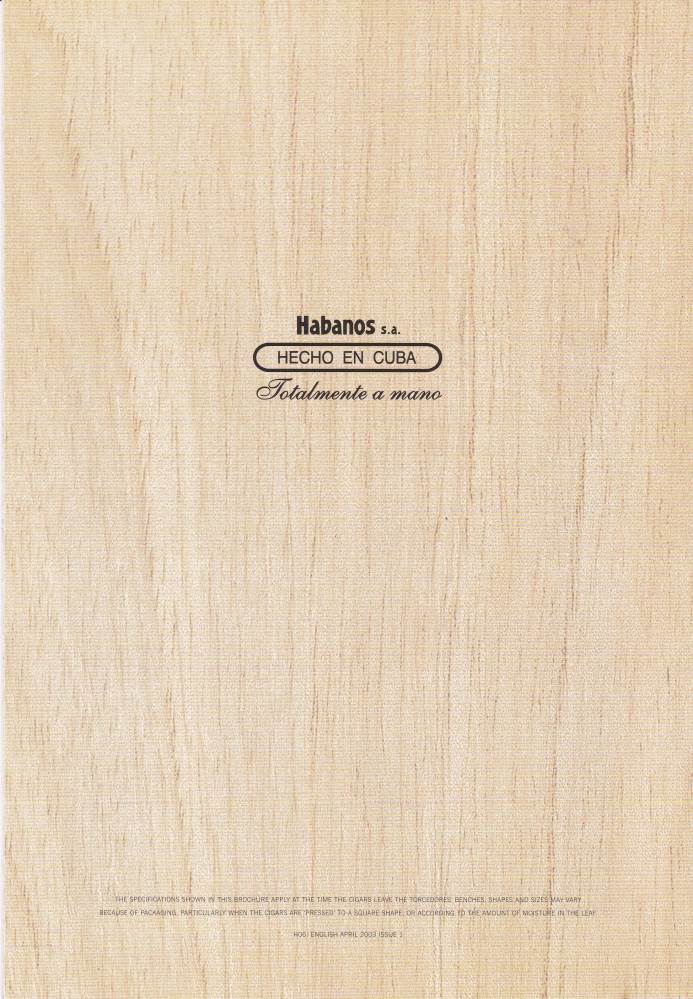 Habanos s.a.
HECHO EN CUBA
Totalmente a mano
THE SPECIFICATIONS SHOWN IN THIS BROCHURE APPLY AT THE TIME THE CIGARS LEAVE THE TORCEDORES' BENCHES. SHAPES AND SIZES MAY VARY
BECAUSE OF PACKAGING, PARTICULARLY WHEN THE CIGARS ARE 'PRESSED' TO A SQUARE SHAPE, OR ACCORDING TO THE AMOUNT OF MOISTURE IN THE LEAF
H06/ ENGLISH APRIL 2003 ISSUE 1